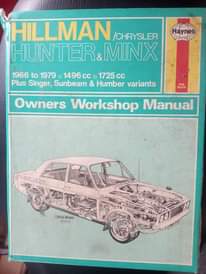 HILLMAN
/CHRYSLER
HUNTER & MINX
Haynes
1966 to 1979 □ 1496 cc □ 1725 cc
Plus Singer, Sunbeam & Humber variants
Owners Workshop Manual